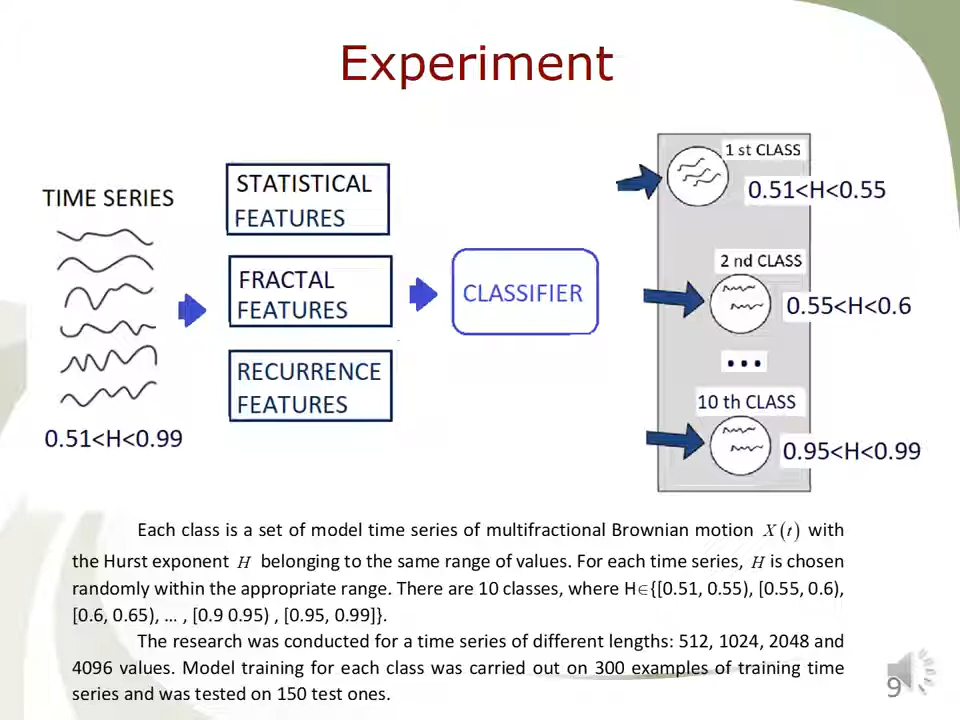 Experiment
TIME SERIES
0.51<H<0.99
STATISTICAL
FEATURES
FRACTAL
FEATURES
RECURRENCE
FEATURES
CLASSIFIER
1 st CLASS
0.51<H<0.55
2 nd CLASS
0.55<H<0.6
...
10 th CLASS
0.95<H<0.99
Each class is a set of model time series of multifractional Brownian motion X(t) with
the Hurst exponent H belonging to the same range of values. For each time series, H is chosen
randomly within the appropriate range. There are 10 classes, where H∈{[0.51, 0.55), [0.55, 0.6),
[0.6, 0.65), … , [0.9 0.95) , [0.95, 0.99]}.
The research was conducted for a time series of different lengths: 512, 1024, 2048 and
4096 values. Model training for each class was carried out on 300 examples of training time
series and was tested on 150 test ones.
9